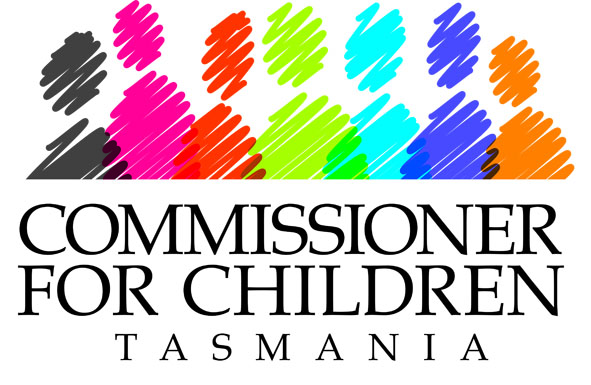 COMMISSIONER
FOR CHILDREN
TASMANIA